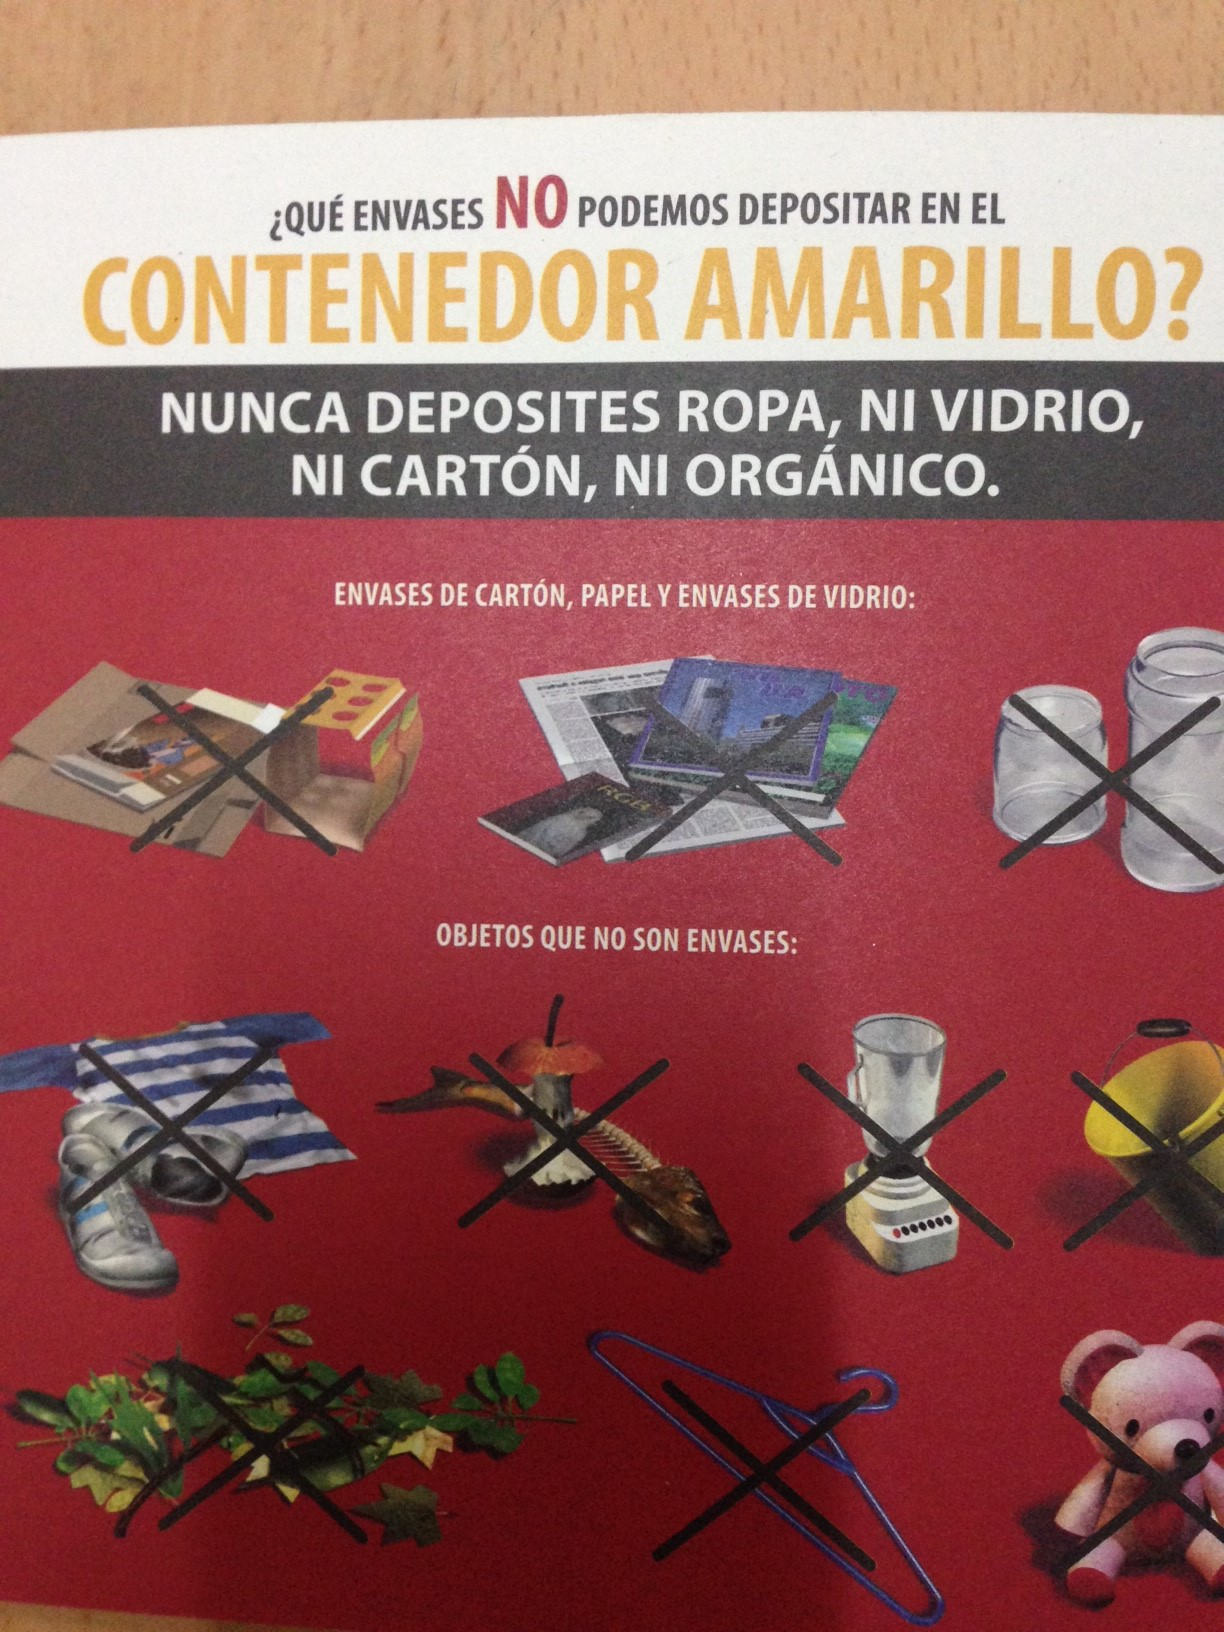 ¿QUÉ ENVASES NO PODEMOS DEPOSITAR EN EL
CONTENEDOR AMARILLO?
NUNCA DEPOSITES ROPA, NI VIDRIO,
NI CARTÓN, NI ORGÁNICO.
ENVASES DE CARTÓN, PAPEL Y ENVASES DE VIDRIO:
RGB
OBJETOS QUE NO SON ENVASES: